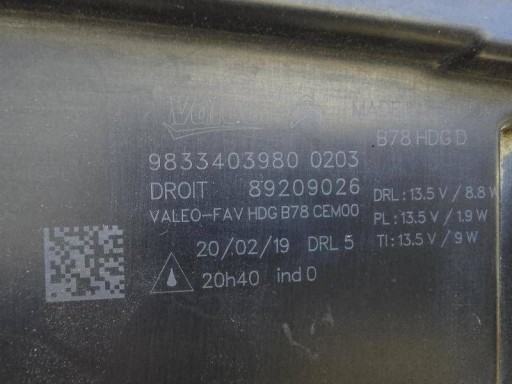 Valeo
MADE
B78 HDG D
9833403980 0203
DROIT 89209026
DRL : 13.5 V / 8.8 W
VALEO-FAV HDG B78 CEM00
PL : 13.5 V / 1.9 W
20/02/19 DRL 5
TI : 13.5 V / 9 W
20h40 ind 0